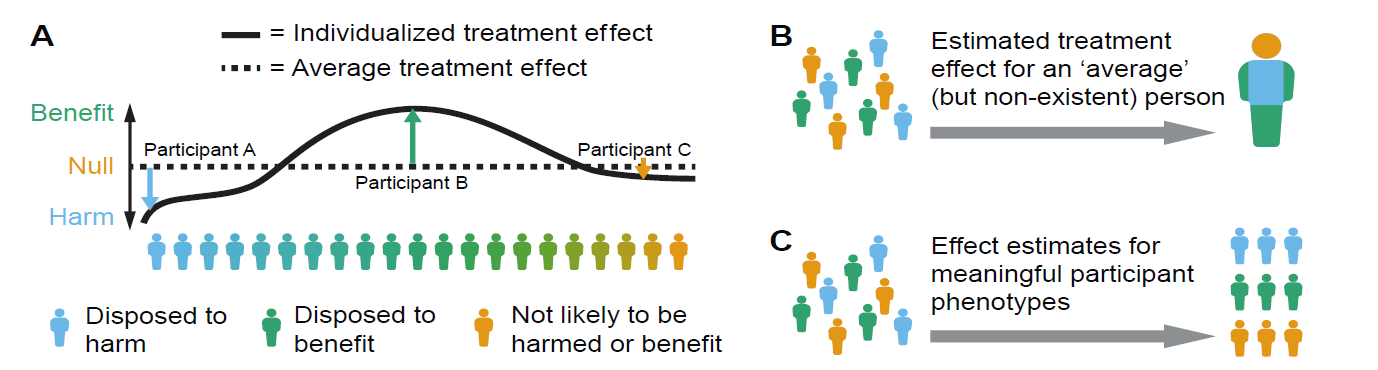 A
= Individualized treatment effect
= Average treatment effect
Benefit
Null
Harm
Participant A
Participant B
Participant C
Disposed to
harm
Disposed to
benefit
Not likely to be
harmed or benefit
B
Estimated treatment
effect for an ‘average’
(but non-existent) person
C
Effect estimates for
meaningful participant
phenotypes